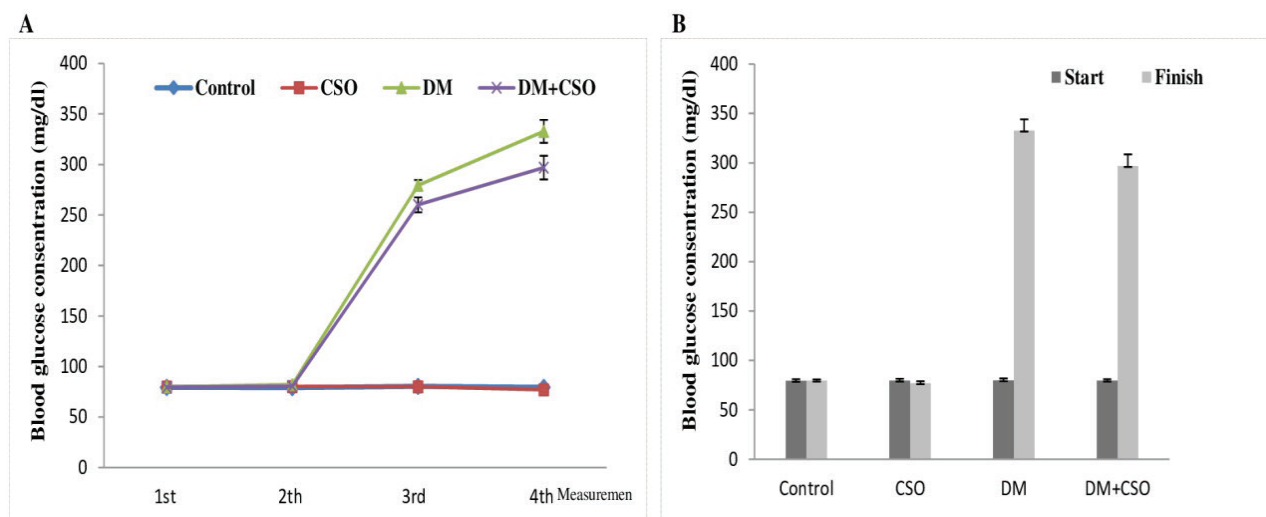 A
Blood glucose consentration (mg/dl)
400
350
300
250
200
150
100
50
0
Control CSO DM DM+CSO
1st 2th 3rd 4th Measuremen
B
Blood glucose consentration (mg/dl)
400
350
300
250
200
150
100
50
0
Start Finish
Control CSO DM DM+CSO